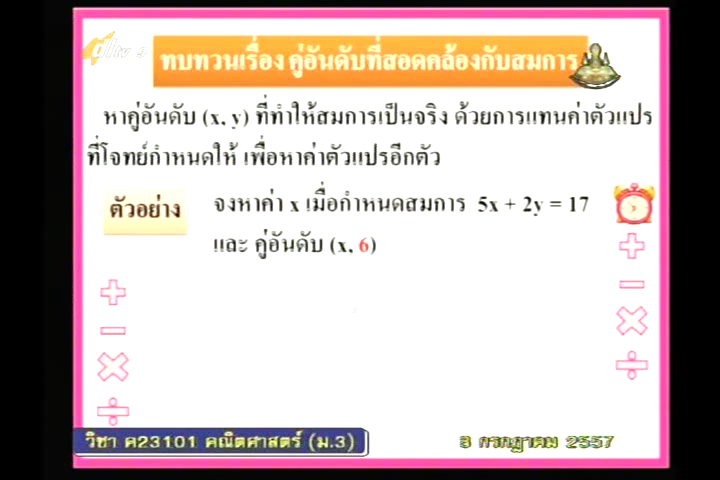 ทบทวนเรื่อง คู่อันดับที่สอดคล้องกับสมการ
หาคู่อันดับ (x, y) ที่ทำให้สมการเป็นจริง ด้วยการแทนค่าตัวแปร
ที่โจทย์กำหนดให้ เพื่อหาค่าตัวแปรอีกตัว
ตัวอย่าง
จงหาค่า x เมื่อกำหนดสมการ 5x + 2y = 17
และ คู่อันดับ (x, 6)
วิชา ค23101 คณิตศาสตร์ (ม.3)
3 กรกฎาคม 2557